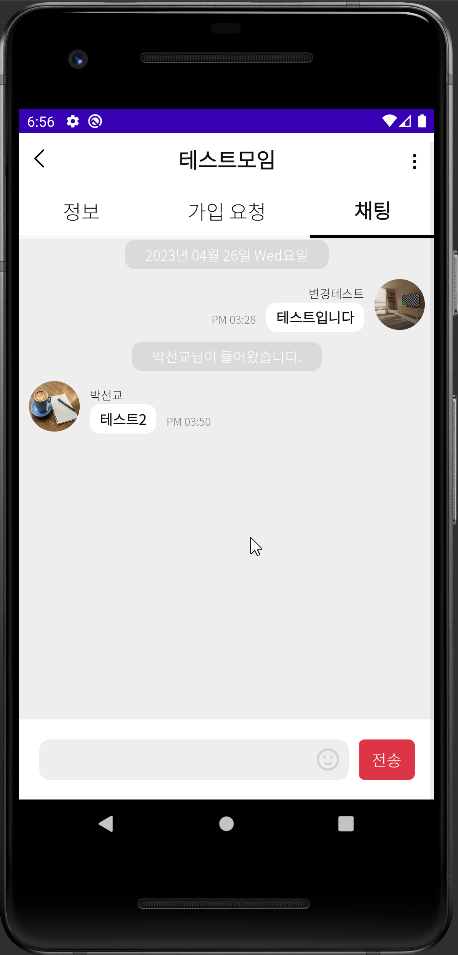 6:56
테스트모임
정보
가입 요청
채팅
2023년 04월 26일 Wed요일
변경테스트
PM 03:28
테스트입니다
박선교님이 들어왔습니다.
박선교
테스트2
PM 03:50
전송